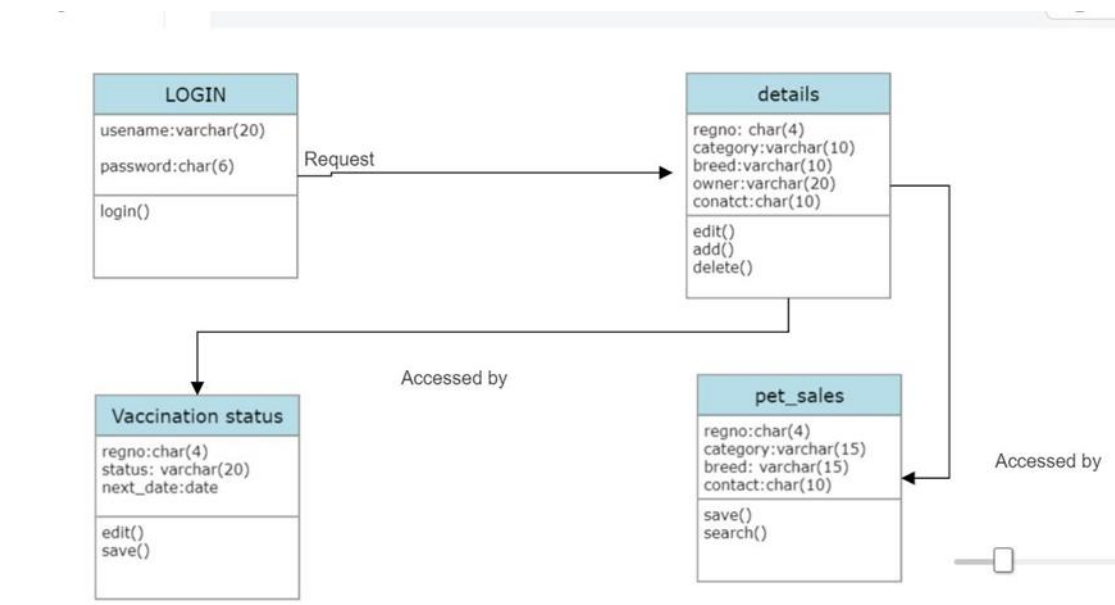 LOGIN
usename:varchar(20)
password:char(6)
login()
Request
details
regno: char(4)
category:varchar(10)
breed:varchar(10)
owner:varchar(20)
conatct:char(10)
edit()
add()
delete()
Accessed by
Vaccination status
regno:char(4)
status: varchar(20)
next_date:date
edit()
save()
pet_sales
regno:char(4)
category:varchar(15)
breed: varchar(15)
contact:char(10)
save()
search()
Accessed by